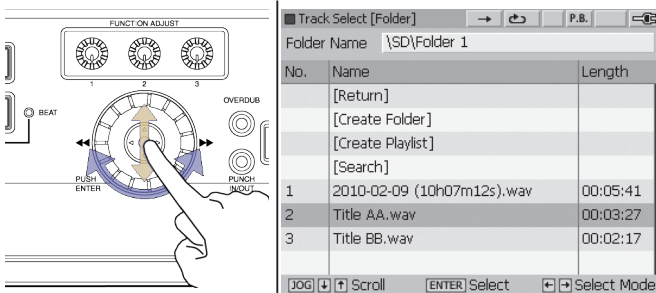 FUNCTION ADJUST
1 2 3
BEAT
OVERDUB
PUSH
ENTER
PUNCH
IN/OUT
Track Select [Folder] P.B.
Folder Name \SD\Folder 1
No. Name Length
[Return]
[Create Folder]
[Create Playlist]
[Search]
1 2010-02-09 (10h07m12s).wav 00:05:41
2 Title AA.wav 00:03:27
3 Title BB.wav 00:02:17
JOG ↓ ↑ Scroll ENTER Select ← → Select Mode